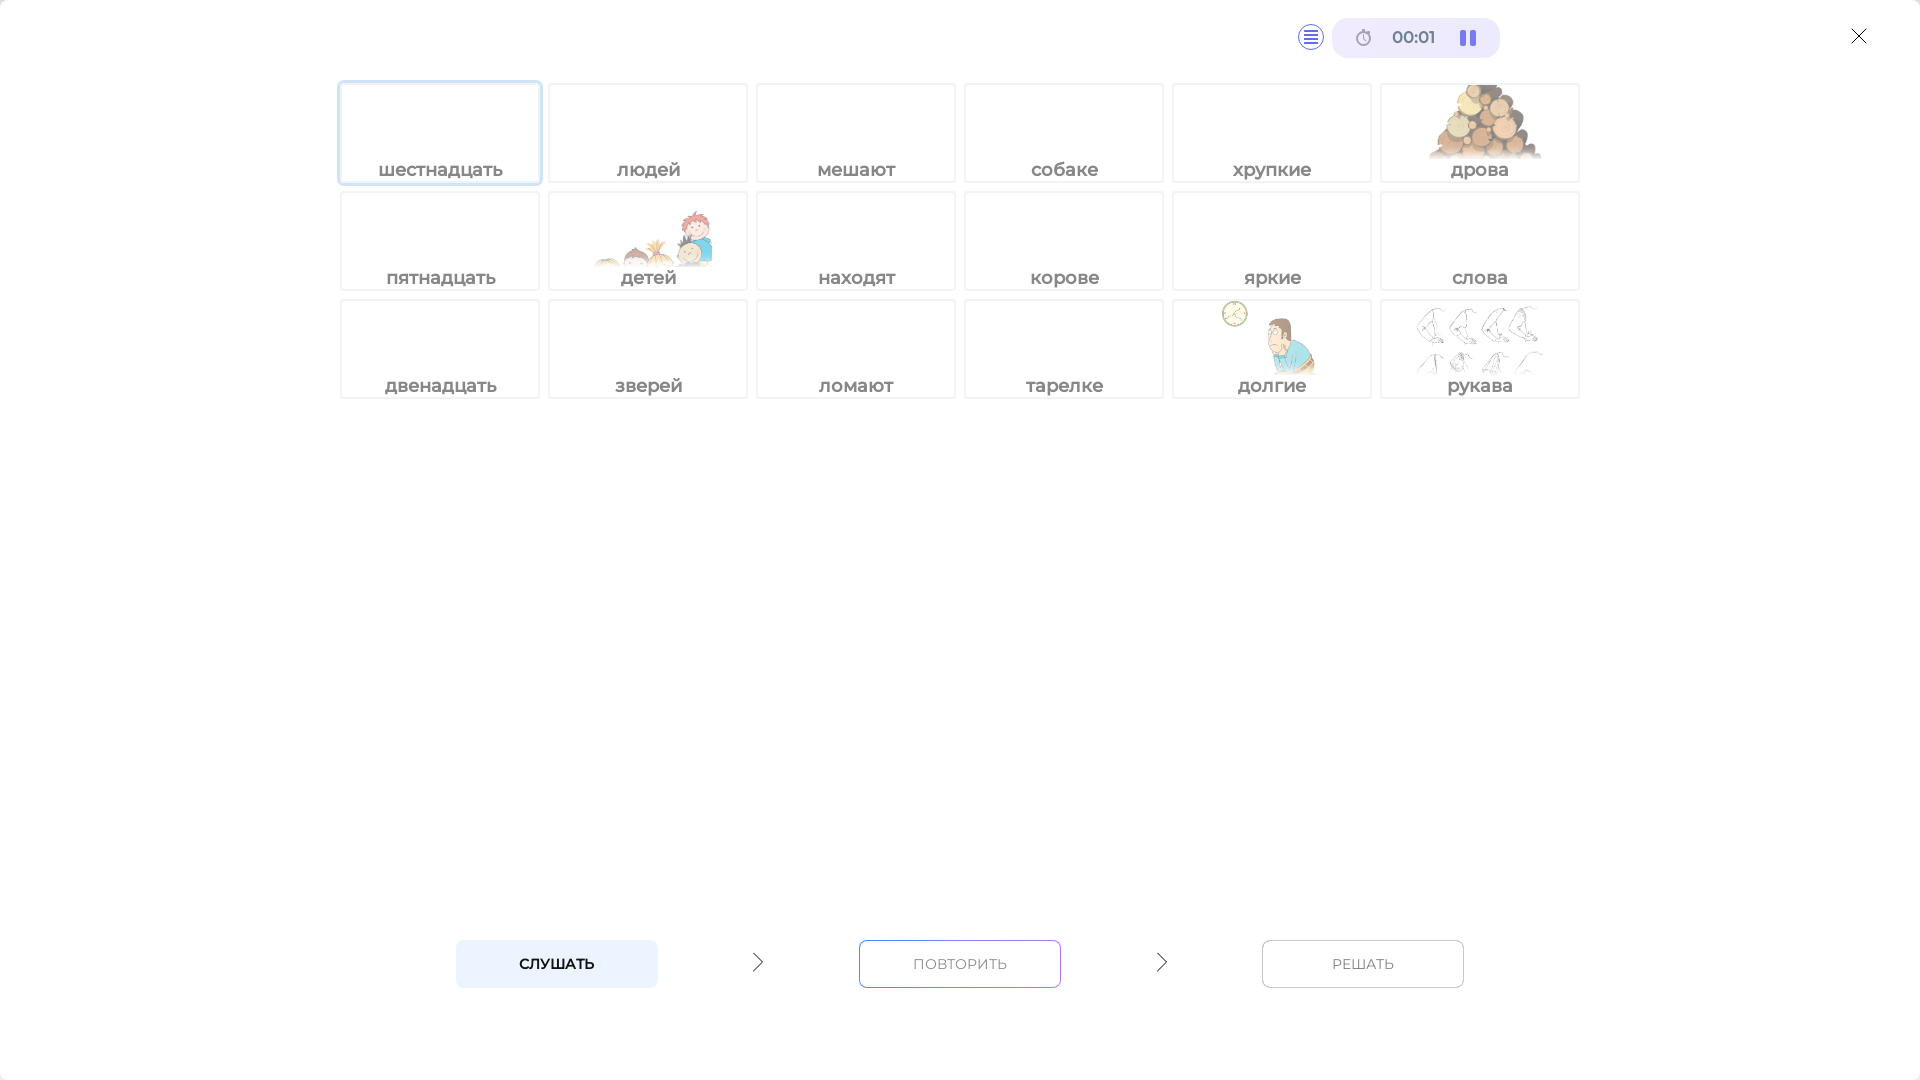 00:01
шестнадцать людей мешают собаке хрупкие дрова
пятнадцать детей находят корове яркие слова
двенадцать зверей ломают тарелке долгие рукава
СЛУШАТЬ ПОВТОРИТЬ РЕШАТЬ